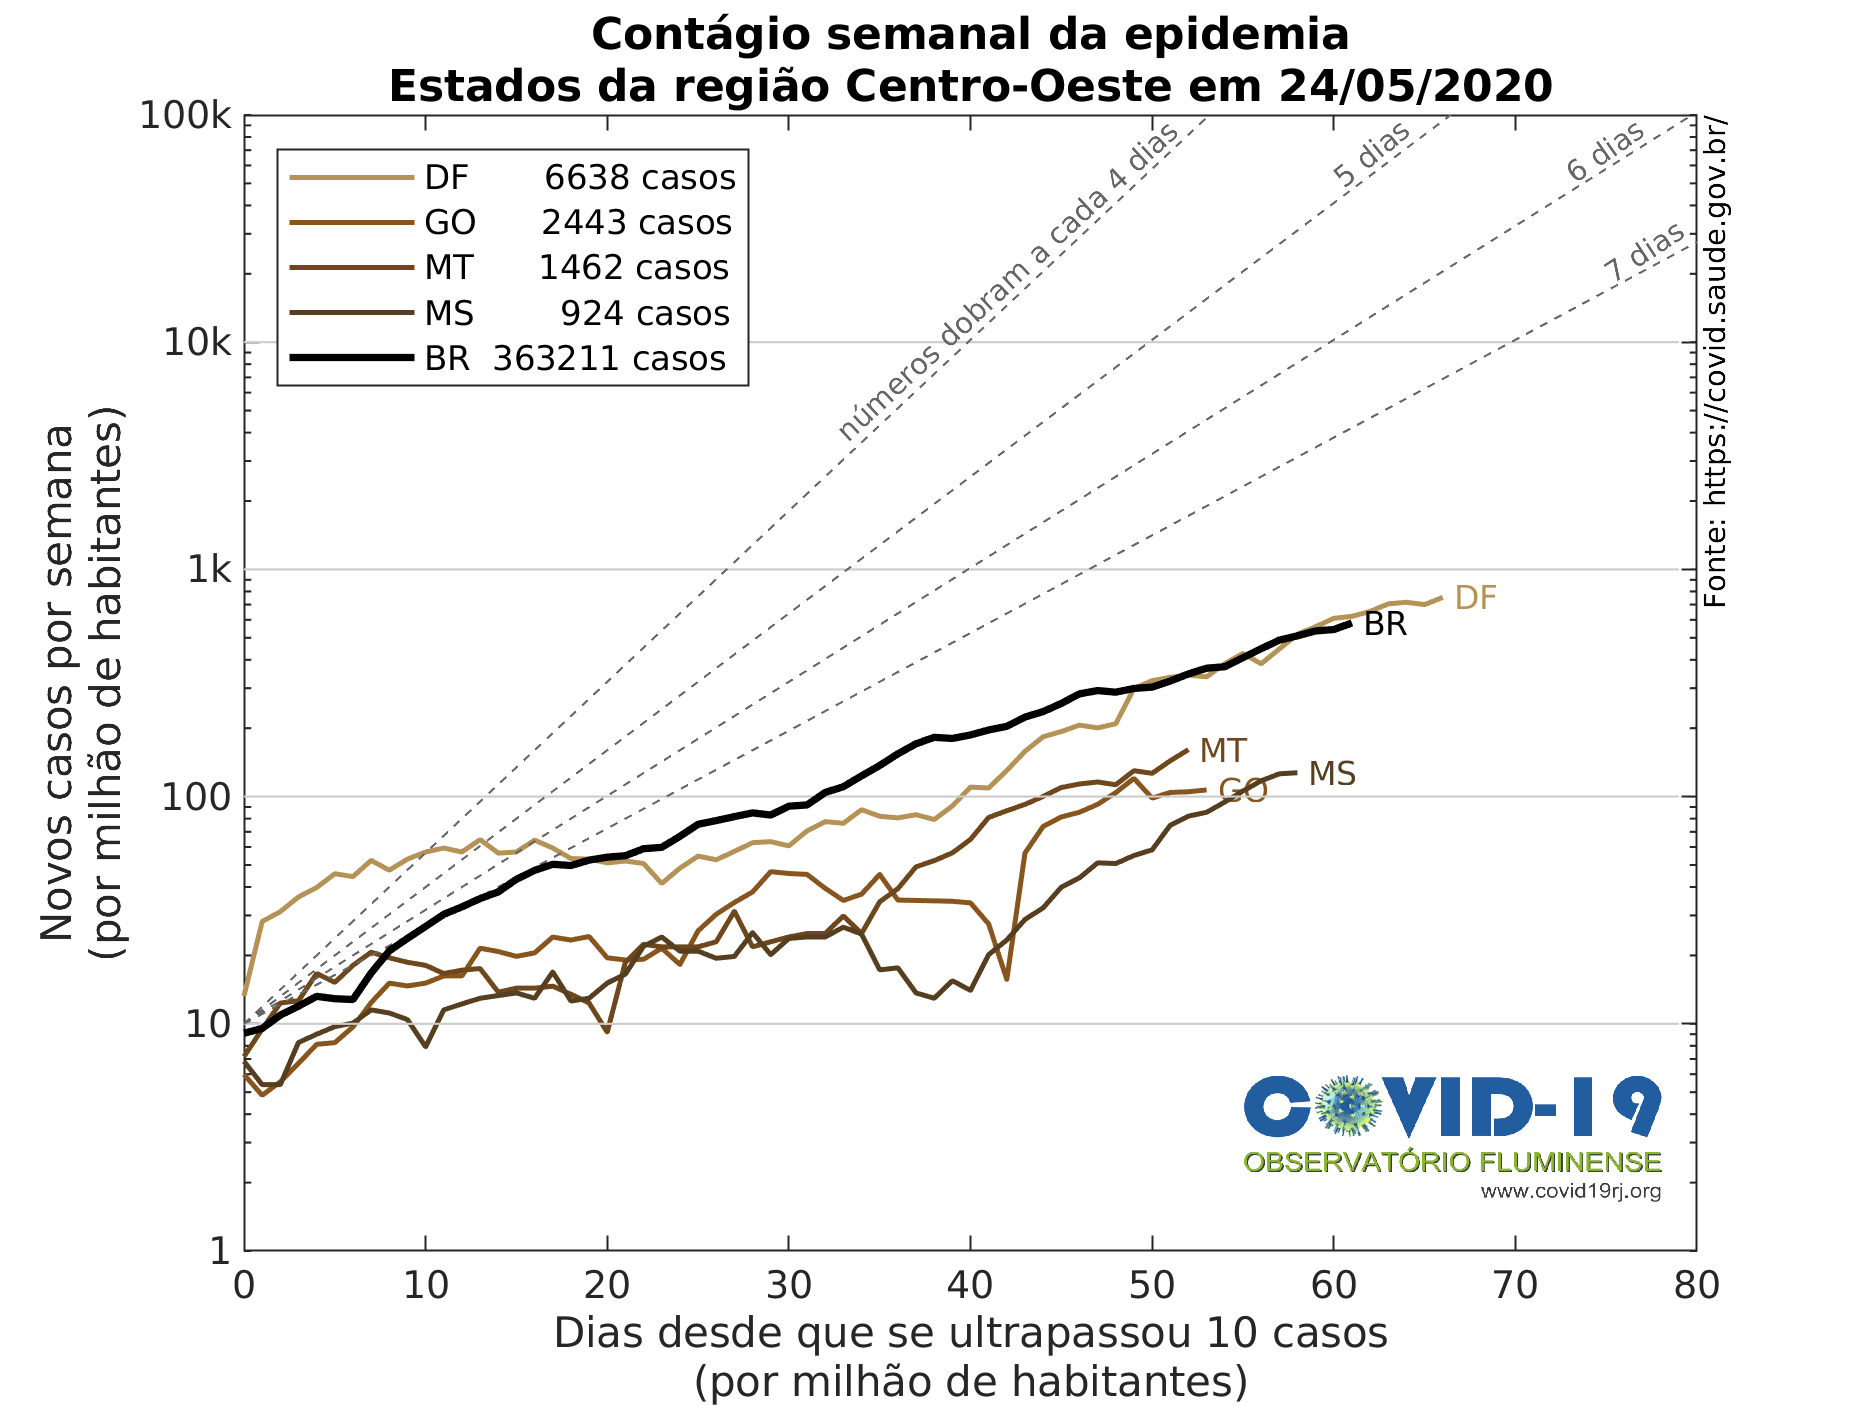 Contágio semanal da epidemia
Estados da região Centro-Oeste em 24/05/2020
100k
10k
1k
100
10
1
Novos casos por semana
(por milhão de habitantes)
DF 6638 casos
GO 2443 casos
MT 1462 casos
MS 924 casos
BR 363211 casos
números dobram a cada 4 dias
5 dias
6 dias
7 dias
Fonte: https://covid.saude.gov.br/
DF
BR
MT
MS
GO
COVID-19
OBSERVATÓRIO FLUMINENSE
www.covid19rj.org
0 10 20 30 40 50 60 70 80
Dias desde que se ultrapassou 10 casos
(por milhão de habitantes)